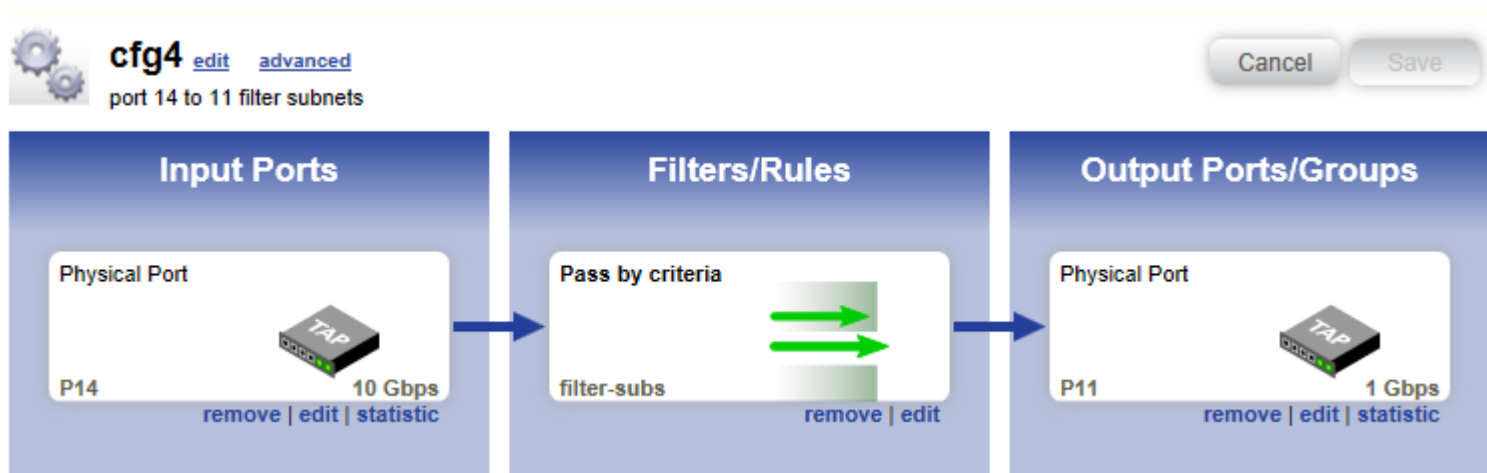 cfg4 edit advanced
port 14 to 11 filter subnets
Cancel Save
Input Ports
Physical Port
TAP
P14 10 Gbps
remove | edit | statistic
Filters/Rules
Pass by criteria
filter-subs
remove | edit
Output Ports/Groups
Physical Port
TAP
P11 1 Gbps
remove | edit | statistic